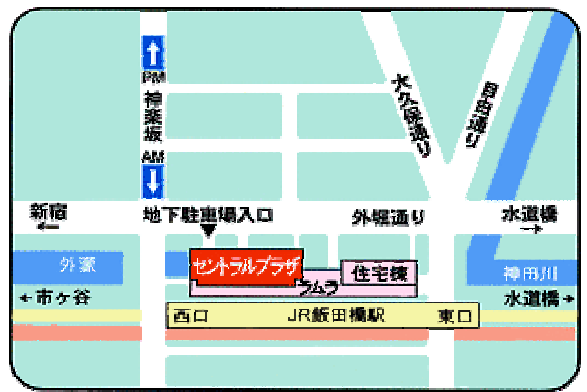 PM
神楽坂
AM
大久保通り
目白通り
新宿
←
地下駐車場入口
▼
外堀通り
水道橋
→
外濠
セントラルプラザ
ラムラ
住宅棟
神田川
←市ヶ谷
水道橋→
西口
JR飯田橋駅
東口